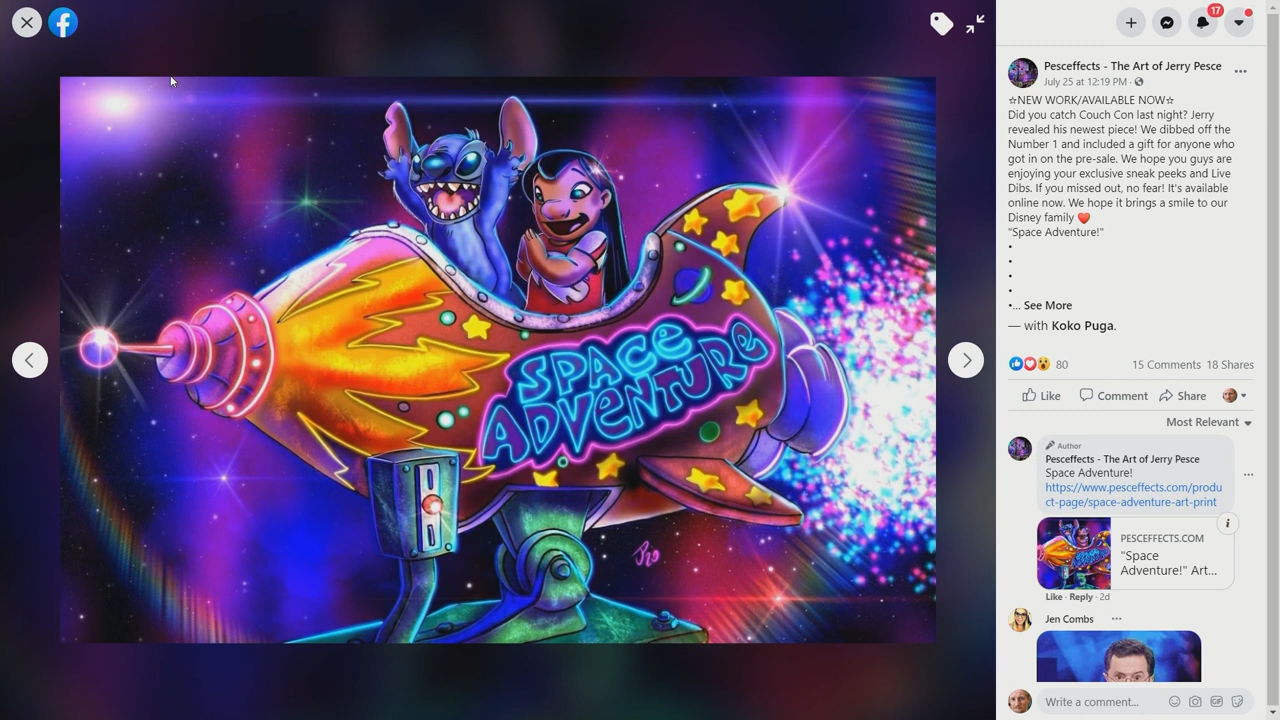 17
Pesceffects - The Art of Jerry Pesce
July 25 at 12:19 PM ·
☆NEW WORK/AVAILABLE NOW☆
Did you catch Couch Con last night? Jerry
revealed his newest piece! We dibbed off the
Number 1 and included a gift for anyone who
got in on the pre-sale. We hope you guys are
enjoying your exclusive sneak peeks and Live
Dibs. If you missed out, no fear! It's available
online now. We hope it brings a smile to our
Disney family ❤️
"Space Adventure!"
•
•
•
•
•... See More
— with Koko Puga.
80
15 Comments 18 Shares
Like
Comment
Share
Most Relevant
Author
Pesceffects - The Art of Jerry Pesce
Space Adventure!
https://www.pesceffects.com/produ
ct-page/space-adventure-art-print
PESCEFFECTS.COM
"Space
Adventure!" Art...
Like · Reply · 2d
Jen Combs
Write a comment...
GIF
SPACE
ADVENTURE